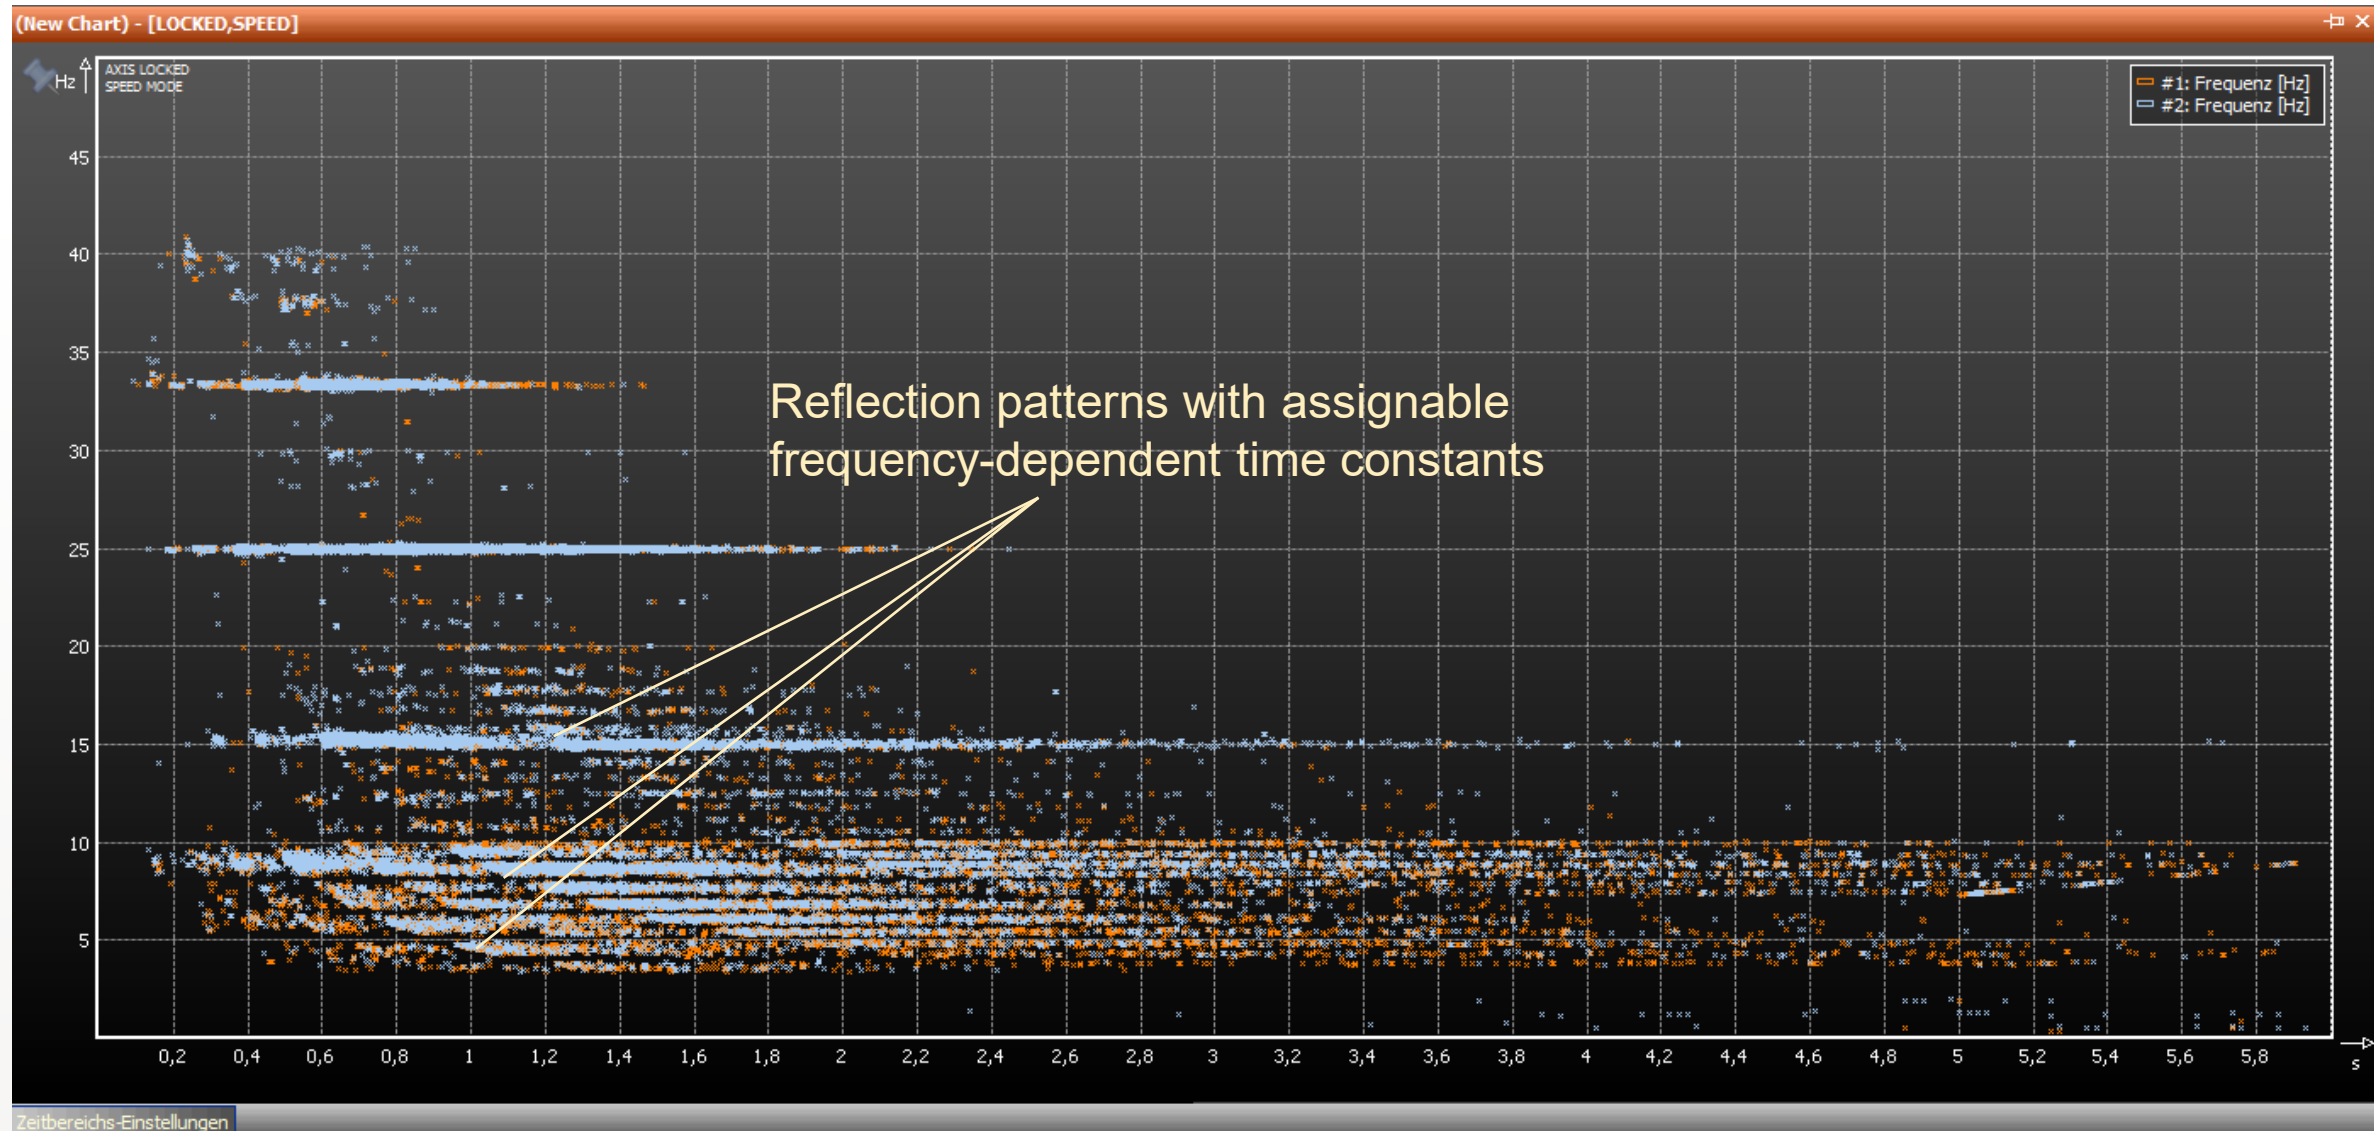 (New Chart) - [LOCKED,SPEED]
Hz
AXIS LOCKED
SPEED MODE
#1: Frequenz [Hz]
#2: Frequenz [Hz]
45
40
35
30
25
20
15
10
5
Reflection patterns with assignable
frequency-dependent time constants
0,2 0,4 0,6 0,8 1 1,2 1,4 1,6 1,8 2 2,2 2,4 2,6 2,8 3 3,2 3,4 3,6 3,8 4 4,2 4,4 4,6 4,8 5 5,2 5,4 5,6 5,8
s
Zeitbereichs-Einstellungen